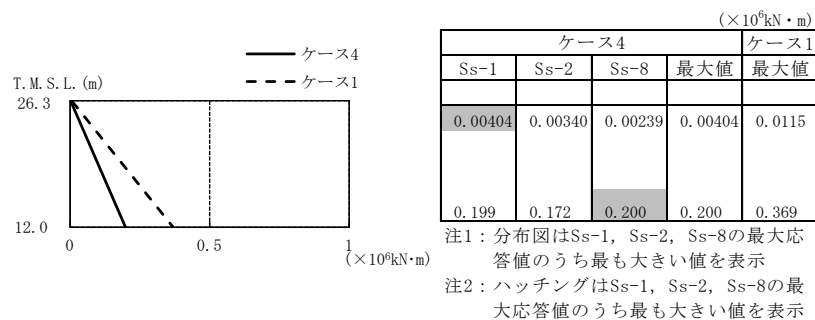 ケース4
ケース1
T.M.S.L.(m)
26.3
12.0
0
0.5
1
(×10⁶kN・m)
(×10⁶kN・m)
ケース4 ケース1
Ss-1 Ss-2 Ss-8 最大値 最大値
0.00404 0.00340 0.00239 0.00404 0.0115
0.199 0.172 0.200 0.200 0.369
注1：分布図はSs-1, Ss-2, Ss-8の最大応
答値のうち最も大きい値を表示
注2：ハッチングはSs-1, Ss-2, Ss-8の最
大応答値のうち最も大きい値を表示